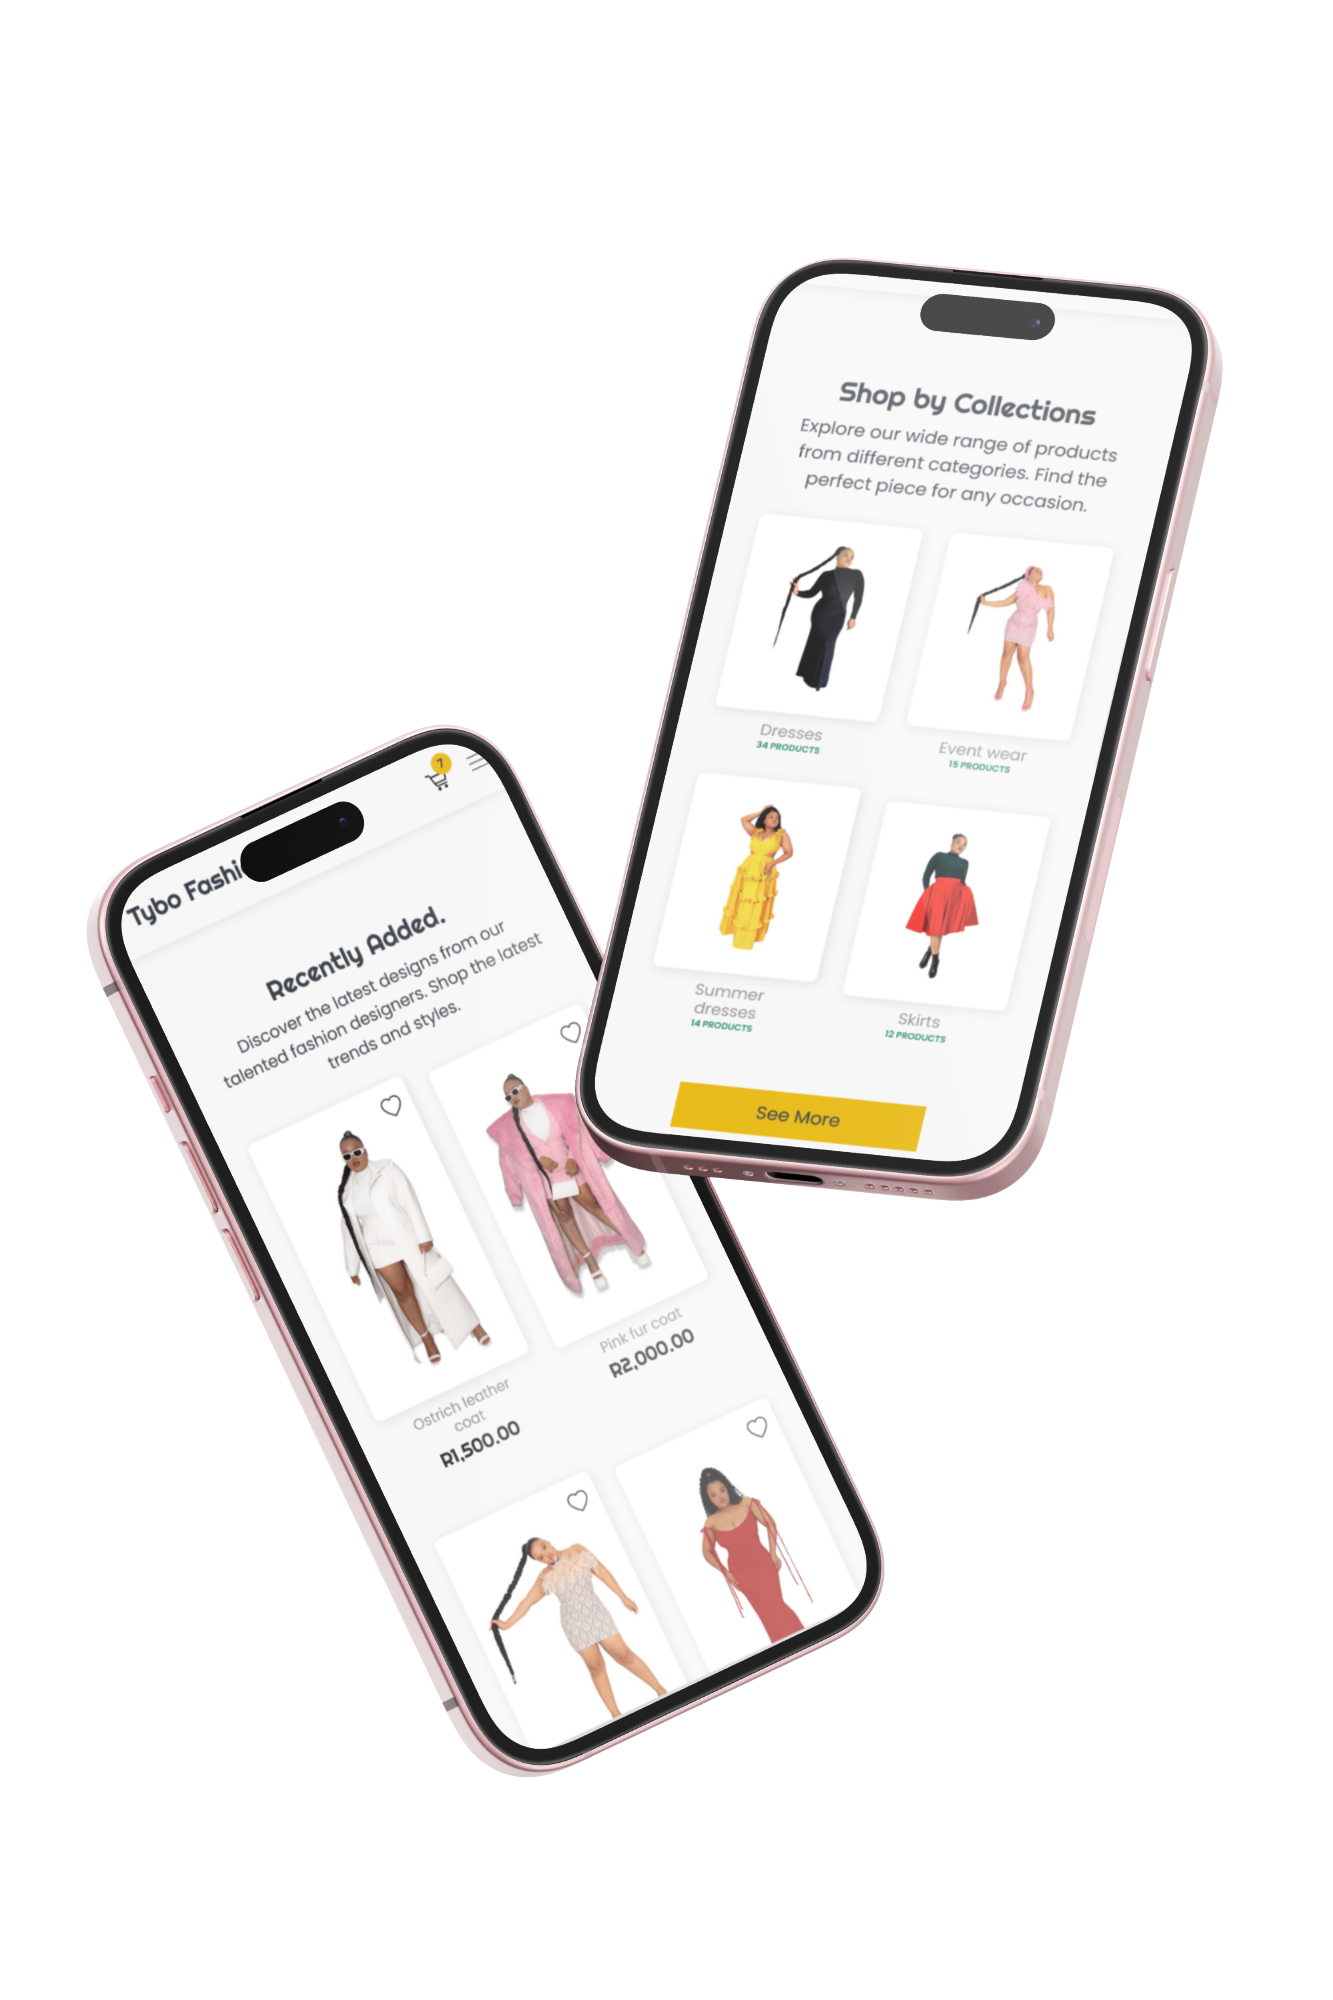 Shop by Collections
Explore our wide range of products
from different categories. Find the
perfect piece for any occasion.
Dresses
34 PRODUCTS
Event wear
15 PRODUCTS
Summer
dresses
14 PRODUCTS
Skirts
12 PRODUCTS
See More
7
Tybo Fashi
Recently Added.
Discover the latest designs from our
talented fashion designers. Shop the latest
trends and styles.
Ostrich leather
coat
R1,500.00
Pink fur coat
R2,000.00